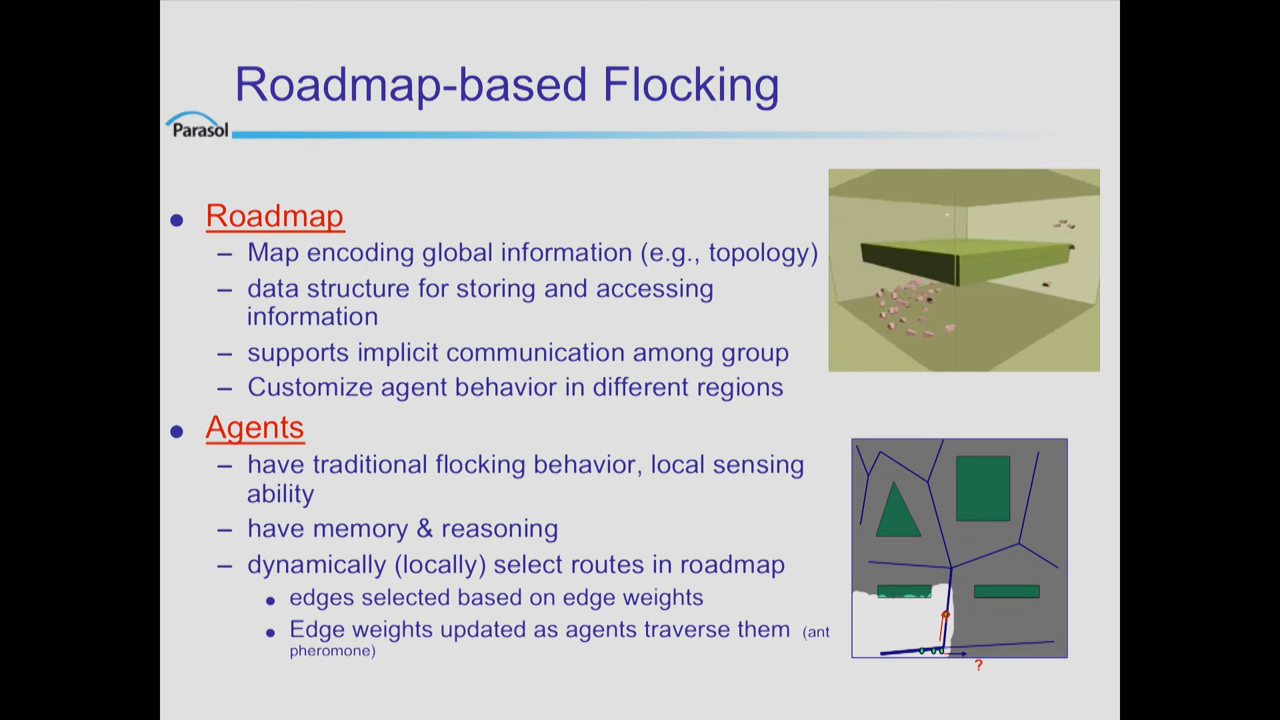 Roadmap-based Flocking
Parasol
• Roadmap
– Map encoding global information (e.g., topology)
– data structure for storing and accessing
information
– supports implicit communication among group
– Customize agent behavior in different regions
• Agents
– have traditional flocking behavior, local sensing
ability
– have memory & reasoning
– dynamically (locally) select routes in roadmap
• edges selected based on edge weights
• Edge weights updated as agents traverse them (ant
pheromone)
?